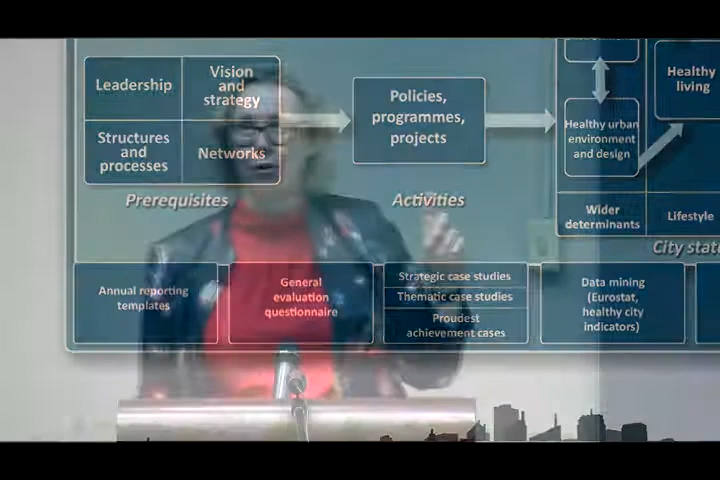 Leadership
Vision
and
strategy
Structures
and
processes
Networks
Prerequisites
Policies,
programmes,
projects
Activities
Healthy
living
Healthy urban
environment
and design
Wider
determinants
Lifestyle
City stat
Annual reporting
templates
General
evaluation
questionnaire
Strategic case studies
Thematic case studies
Proudest
achievement cases
Data mining
(Eurostat,
healthy city
indicators)